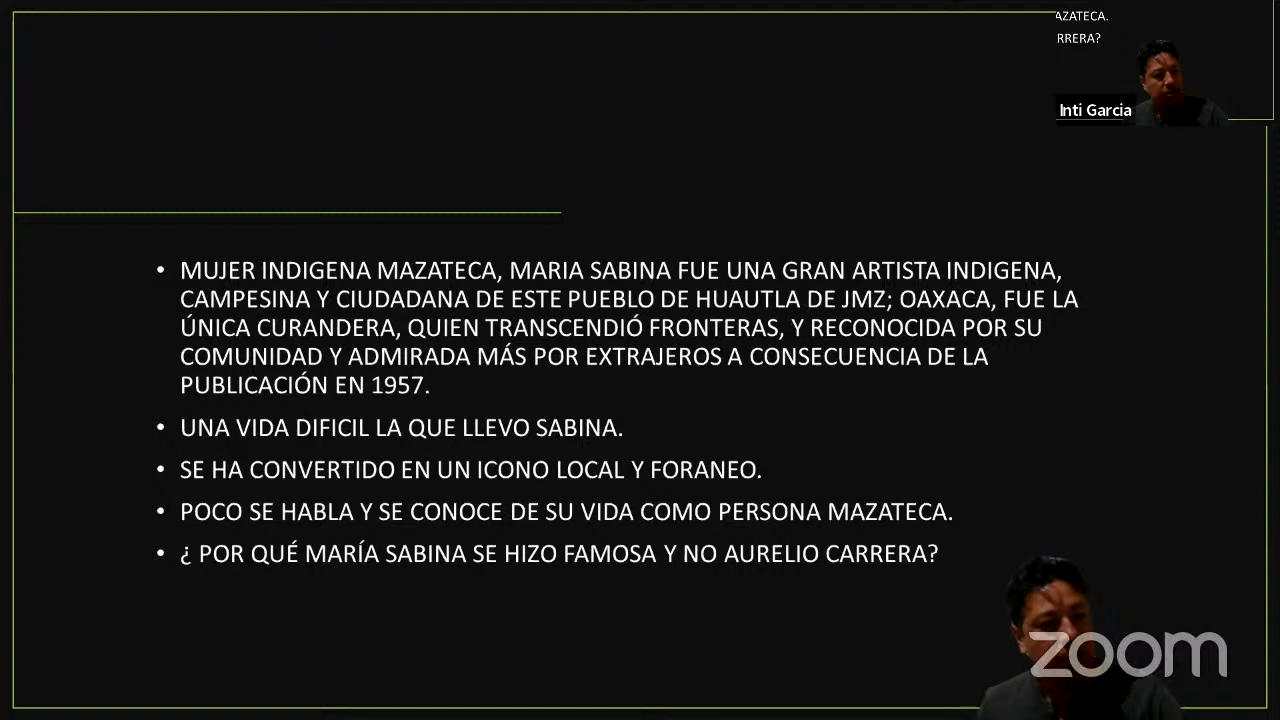 AZATECA.
RRERA?
Inti Garcia
• MUJER INDIGENA MAZATECA, MARIA SABINA FUE UNA GRAN ARTISTA INDIGENA,
CAMPESINA Y CIUDADANA DE ESTE PUEBLO DE HUAUTLA DE JMZ; OAXACA, FUE LA
ÚNICA CURANDERA, QUIEN TRANSCENDIÓ FRONTERAS, Y RECONOCIDA POR SU
COMUNIDAD Y ADMIRADA MÁS POR EXTRAJEROS A CONSECUENCIA DE LA
PUBLICACIÓN EN 1957.
• UNA VIDA DIFICIL LA QUE LLEVO SABINA.
• SE HA CONVERTIDO EN UN ICONO LOCAL Y FORANEO.
• POCO SE HABLA Y SE CONOCE DE SU VIDA COMO PERSONA MAZATECA.
• ¿ POR QUÉ MARÍA SABINA SE HIZO FAMOSA Y NO AURELIO CARRERA?
zoom